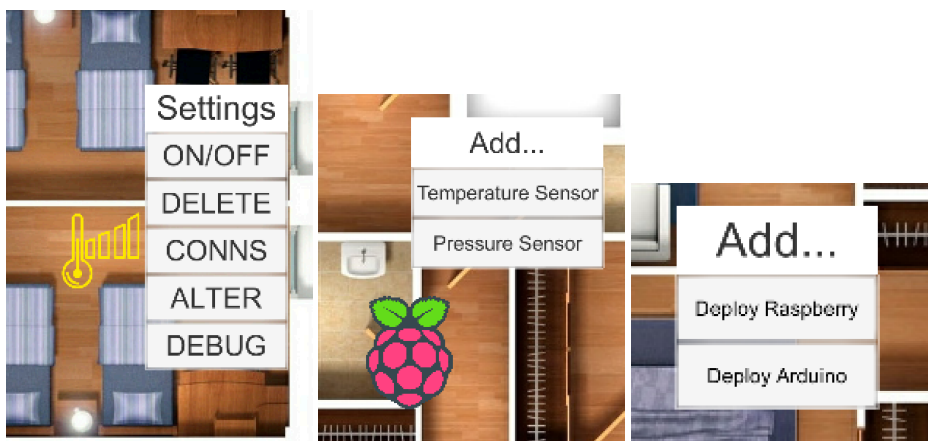 Settings
ON/OFF
DELETE
CONNS
ALTER
DEBUG
Add...
Temperature Sensor
Pressure Sensor
Add...
Deploy Raspberry
Deploy Arduino